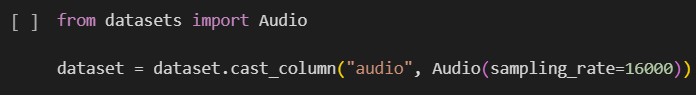 [ ] from datasets import Audio
dataset = dataset.cast_column("audio", Audio(sampling_rate=16000))